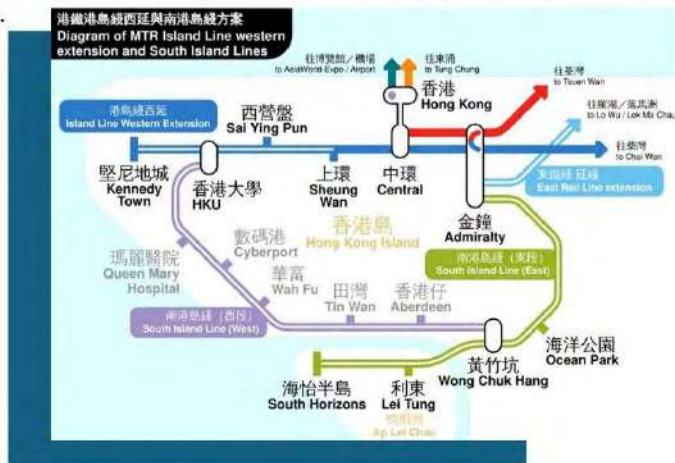 港鐵港島綫西延與南港島綫方案
Diagram of MTR Island Line western
extension and South Island Lines
往博覽館／機場
to AsiaWorld-Expo / Airport
往東涌
to Tung Chung
往荃灣
to Tsuen Wan
香港
Hong Kong
往羅湖／落馬洲
to Lo Wu / Lok Ma Chau
港島綫西延
Island Line Western Extension
西營盤
Sai Ying Pun
往柴灣
to Chai Wan
堅尼地城
Kennedy
Town
香港大學
HKU
上環
Sheung
Wan
中環
Central
金鐘
Admiralty
East Rail Line extension
香港島
Hong Kong Island
數碼港
Cyberport
瑪麗醫院
Queen Mary
Hospital
華富
Wah Fu
南港島綫（東段）
South Island Line (East)
南港島綫（西段）
South Island Line (West)
田灣
Tin Wan
香港仔
Aberdeen
海洋公園
Ocean Park
黃竹坑
Wong Chuk Hang
海怡半島
South Horizons
利東
Lei Tung
鴨脷洲
Ap Lei Chau